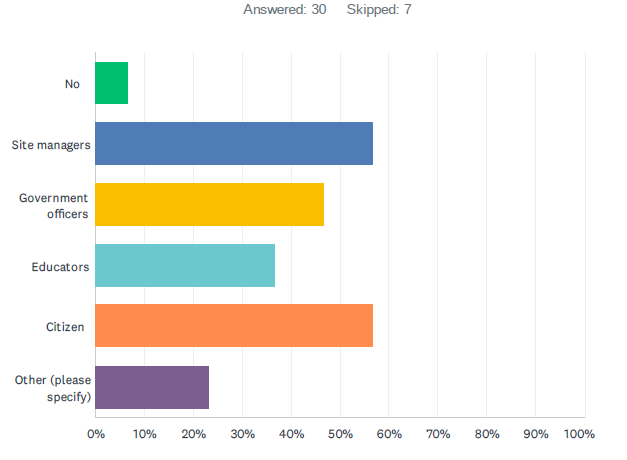 Answered: 30 Skipped: 7
No
Site managers
Government
officers
Educators
Citizen
Other (please
specify)
0% 10% 20% 30% 40% 50% 60% 70% 80% 90% 100%